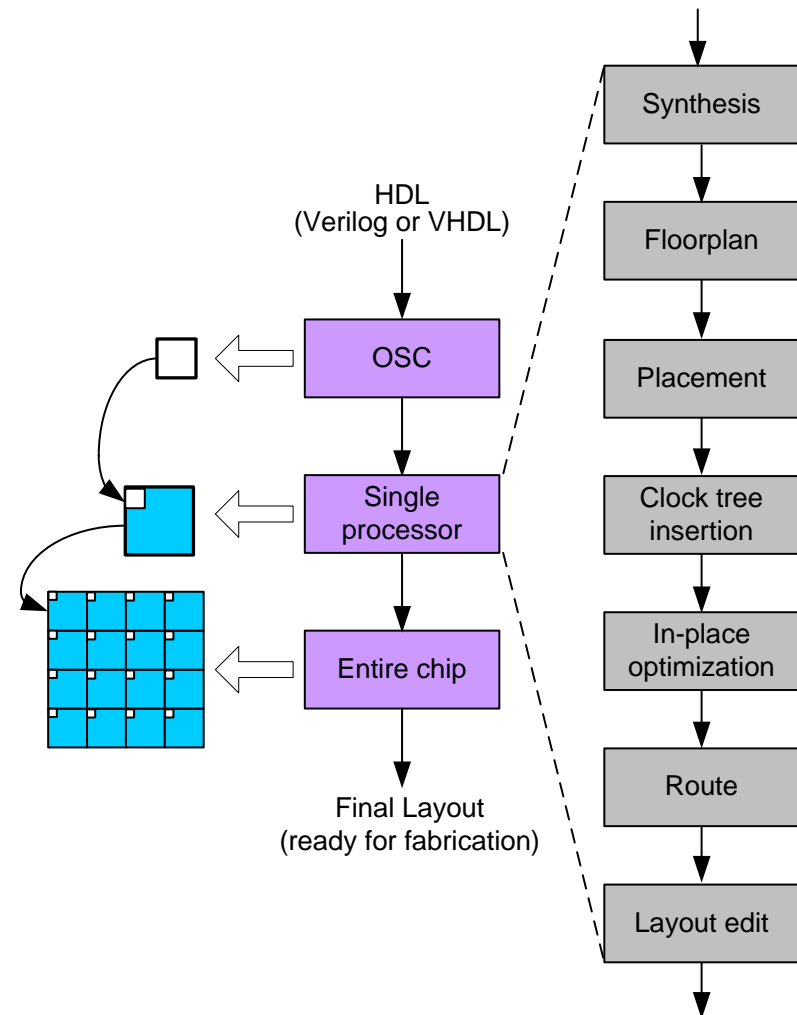 HDL
(Verilog or VHDL)
OSC
Single
processor
Entire chip
Final Layout
(ready for fabrication)
Synthesis
Floorplan
Placement
Clock tree
insertion
In-place
optimization
Route
Layout edit